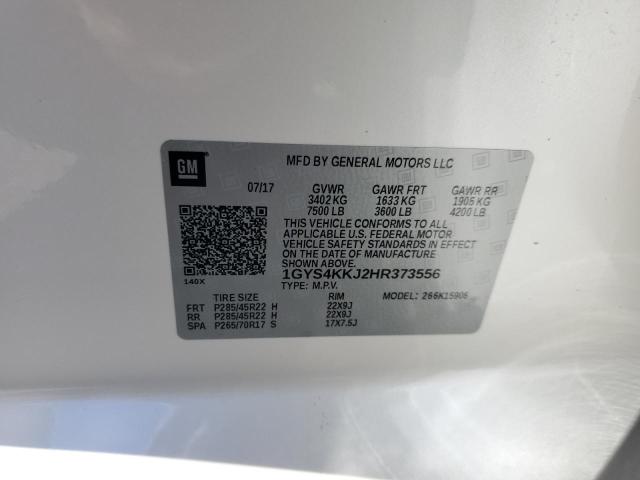 GM
MFD BY GENERAL MOTORS LLC
07/17 GVWR GAWR FRT GAWR RR
3402 KG 1633 KG 1905 KG
7500 LB 3600 LB 4200 LB
THIS VEHICLE CONFORMS TO ALL
APPLICABLE U.S. FEDERAL MOTOR
VEHICLE SAFETY STANDARDS IN EFFECT
ON THE DATE OF MANUFACTURE
SHOWN ABOVE.
140X
1GYS4KKJ2HR373556
TYPE: M.P.V. MODEL: 266K15906
TIRE SIZE RIM
FRT P285/45R22 H 22X9J
RR P285/45R22 H 22X9J
SPA P265/70R17 S 17X7.5J